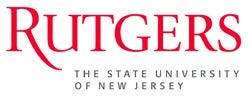 RUTGERS
THE STATE UNIVERSITY
OF NEW JERSEY